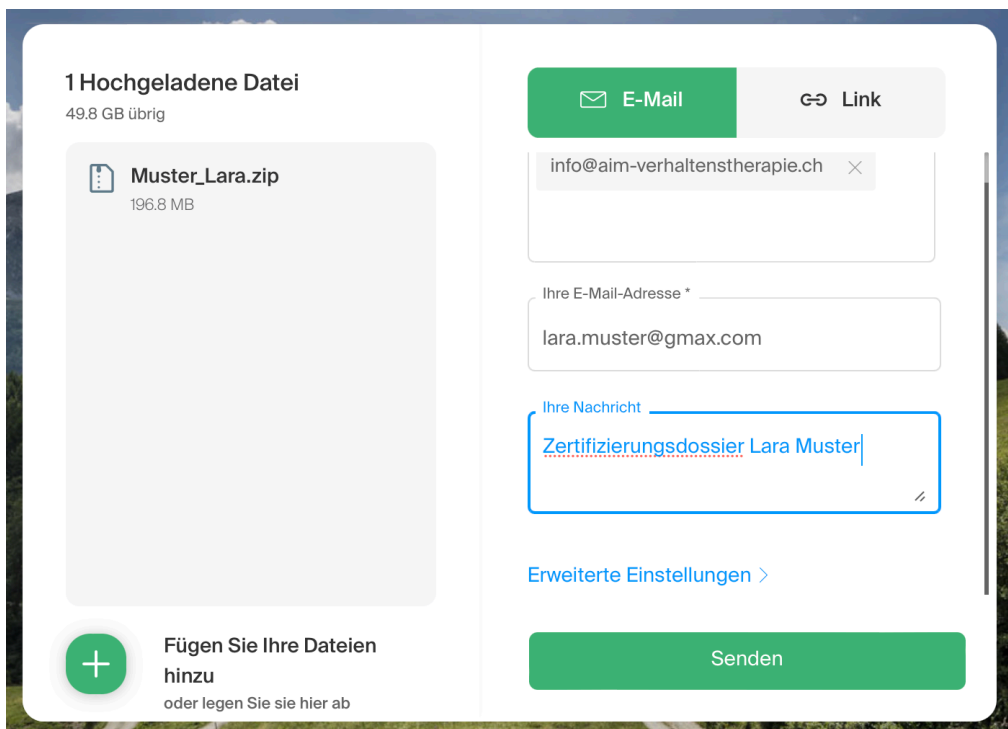 1 Hochgeladene Datei
49.8 GB übrig
Muster_Lara.zip
196.8 MB
Fügen Sie Ihre Dateien
hinzu
oder legen Sie sie hier ab
E-Mail
Link
info@aim-verhaltenstherapie.ch
Ihre E-Mail-Adresse *
lara.muster@gmax.com
Ihre Nachricht
Zertifizierungsdossier Lara Muster
Erweiterte Einstellungen
Senden